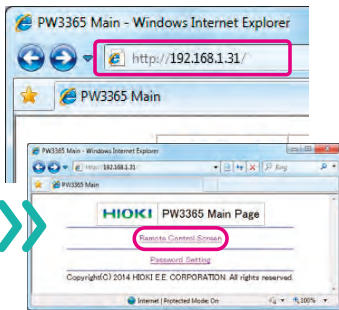 PW3365 Main - Windows Internet Explorer
http://192.168.1.31/
PW3365 Main
PW3365 Main - Windows Internet Explorer
http://192.168.1.31/
Bing
PW3365 Main
HIOKI PW3365 Main Page
Remote Control Screen
Password Setting
Copyright(C) 2014 HIOKI E.E. CORPORATION. All rights reserved.
Internet | Protected Mode: On
100%